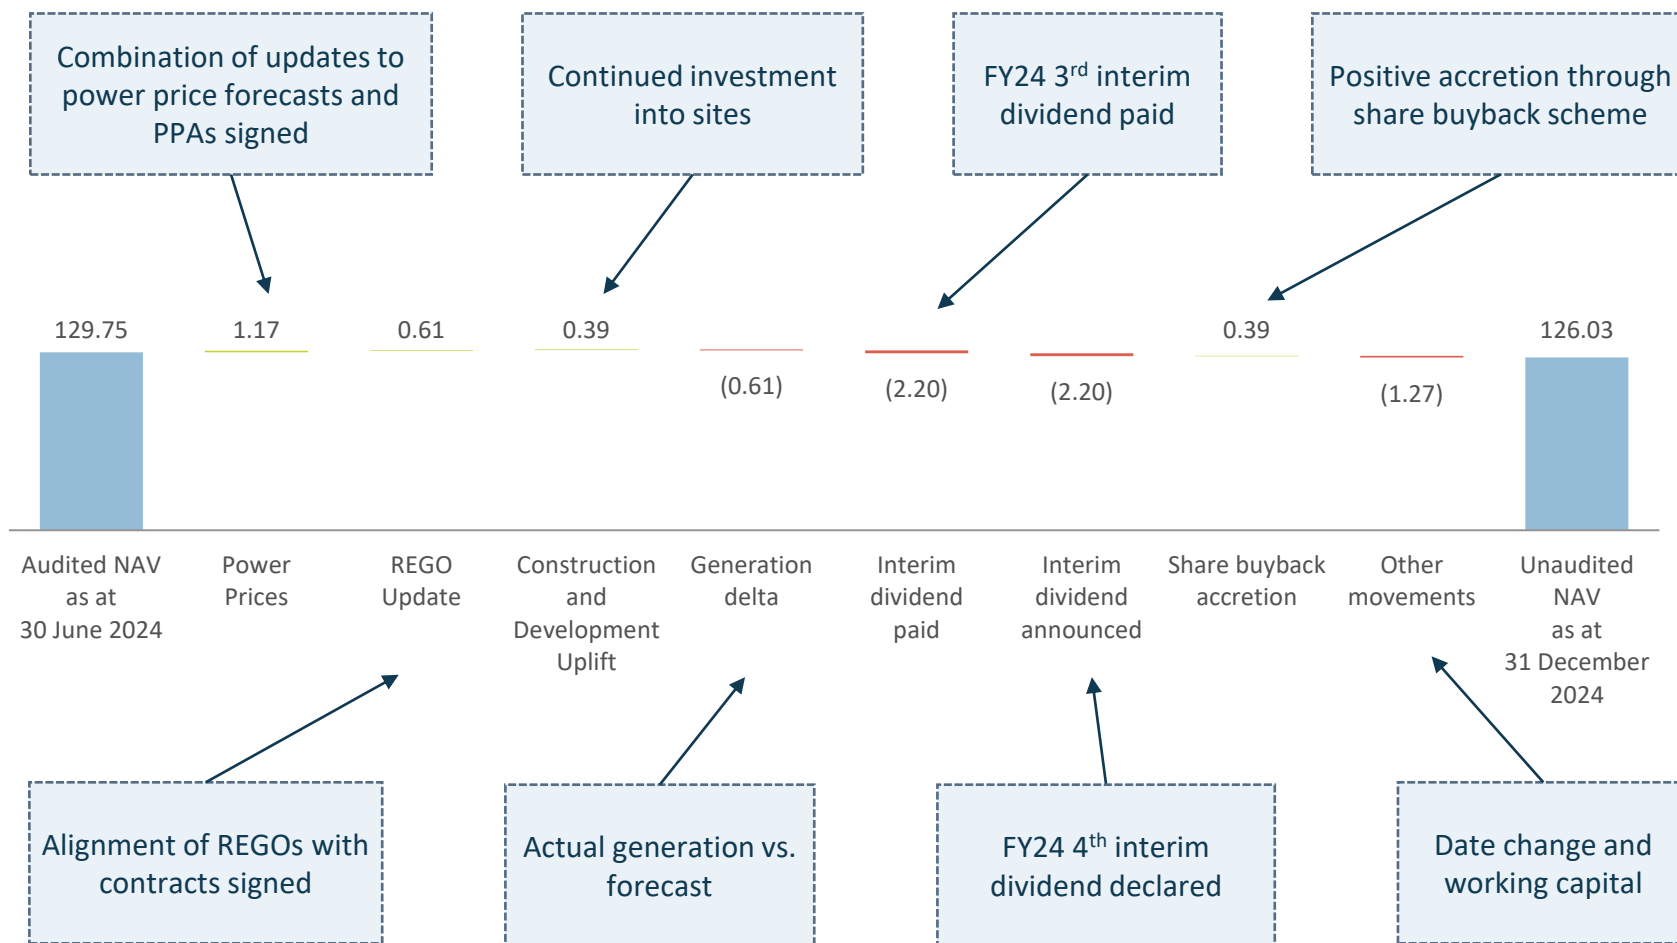 Combination of updates to
power price forecasts and
PPAs signed
Continued investment
into sites
FY24 3rd interim
dividend paid
Positive accretion through
share buyback scheme
129.75
1.17
0.61
0.39
(0.61)
(2.20)
(2.20)
0.39
(1.27)
126.03
Audited NAV
as at
30 June 2024
Power
Prices
REGO
Update
Construction
and
Development
Uplift
Generation
delta
Interim
dividend
paid
Interim
dividend
announced
Share buyback
accretion
Other
movements
Unaudited
NAV
as at
31 December
2024
Alignment of REGOs with
contracts signed
Actual generation vs.
forecast
FY24 4th interim
dividend declared
Date change and
working capital